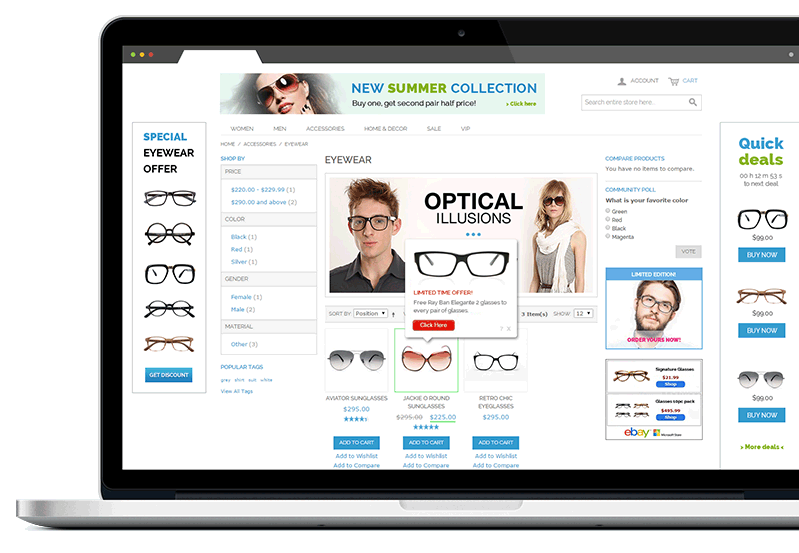 NEW SUMMER COLLECTION
Buy one, get second pair half price!
> Click here
ACCOUNT
CART
Search entire store here..
WOMEN MEN ACCESSORIES HOME & DECOR SALE VIP
HOME / ACCESSORIES / EYEWEAR
SPECIAL
EYEWEAR
OFFER
GET DISCOUNT
SHOP BY
PRICE
$220.00 - $229.99 (1)
$290.00 and above (2)
COLOR
Black (1)
Red (1)
Silver (1)
GENDER
Female (1)
Male (2)
MATERIAL
Other (3)
POPULAR TAGS
grey shirt suit white
View All Tags
EYEWEAR
OPTICAL
ILLUSIONS
LIMITED TIME OFFER!
Free Ray Ban Elegante 2 glasses to
every pair of glasses.
Click Here
? X
SORT BY: Position
3 Item(s)
SHOW: 12
AVIATOR SUNGLASSES
$295.00
ADD TO CART
Add to Wishlist
Add to Compare
JACKIE O ROUND
SUNGLASSES
$295.00 $225.00
ADD TO CART
Add to Wishlist
Add to Compare
RETRO CHIC
EYEGLASSES
$295.00
ADD TO CART
Add to Wishlist
Add to Compare
COMPARE PRODUCTS
You have no items to compare.
COMMUNITY POLL
What is your favorite color
Green
Red
Black
Magenta
VOTE
LIMITED EDITION!
ORDER YOURS NOW!
Signature Glasses
$21.99
Shop
Glasses 10pc pack
$495.99
Shop
ebay
Microsoft Store
Quick
deals
00 h 12 m 53 s
to next deal
$99.00
BUY NOW
$99.00
BUY NOW
$99.00
BUY NOW
> More deals <